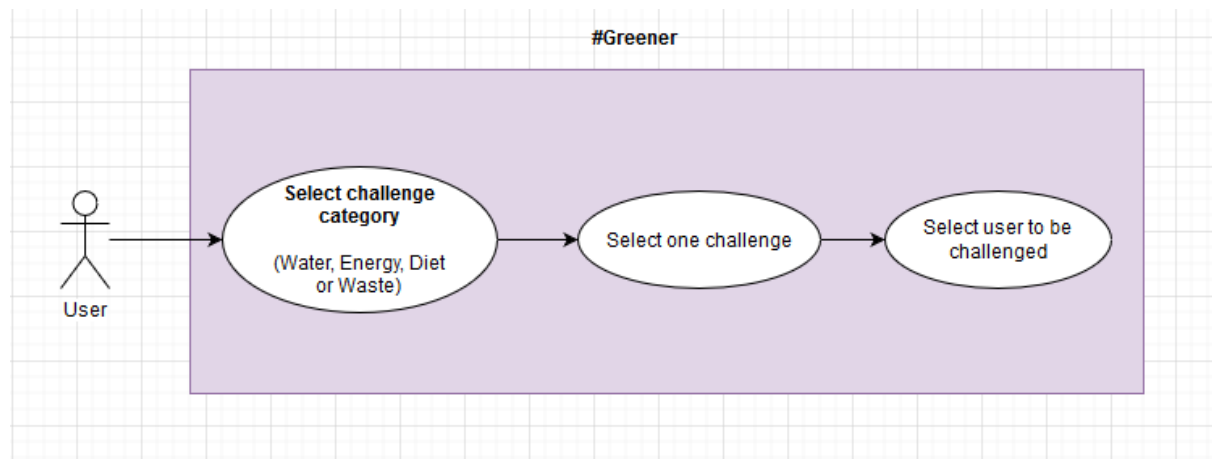 #Greener
Select challenge
category
(Water, Energy, Diet
or Waste)
Select one challenge
Select user to be
challenged
User